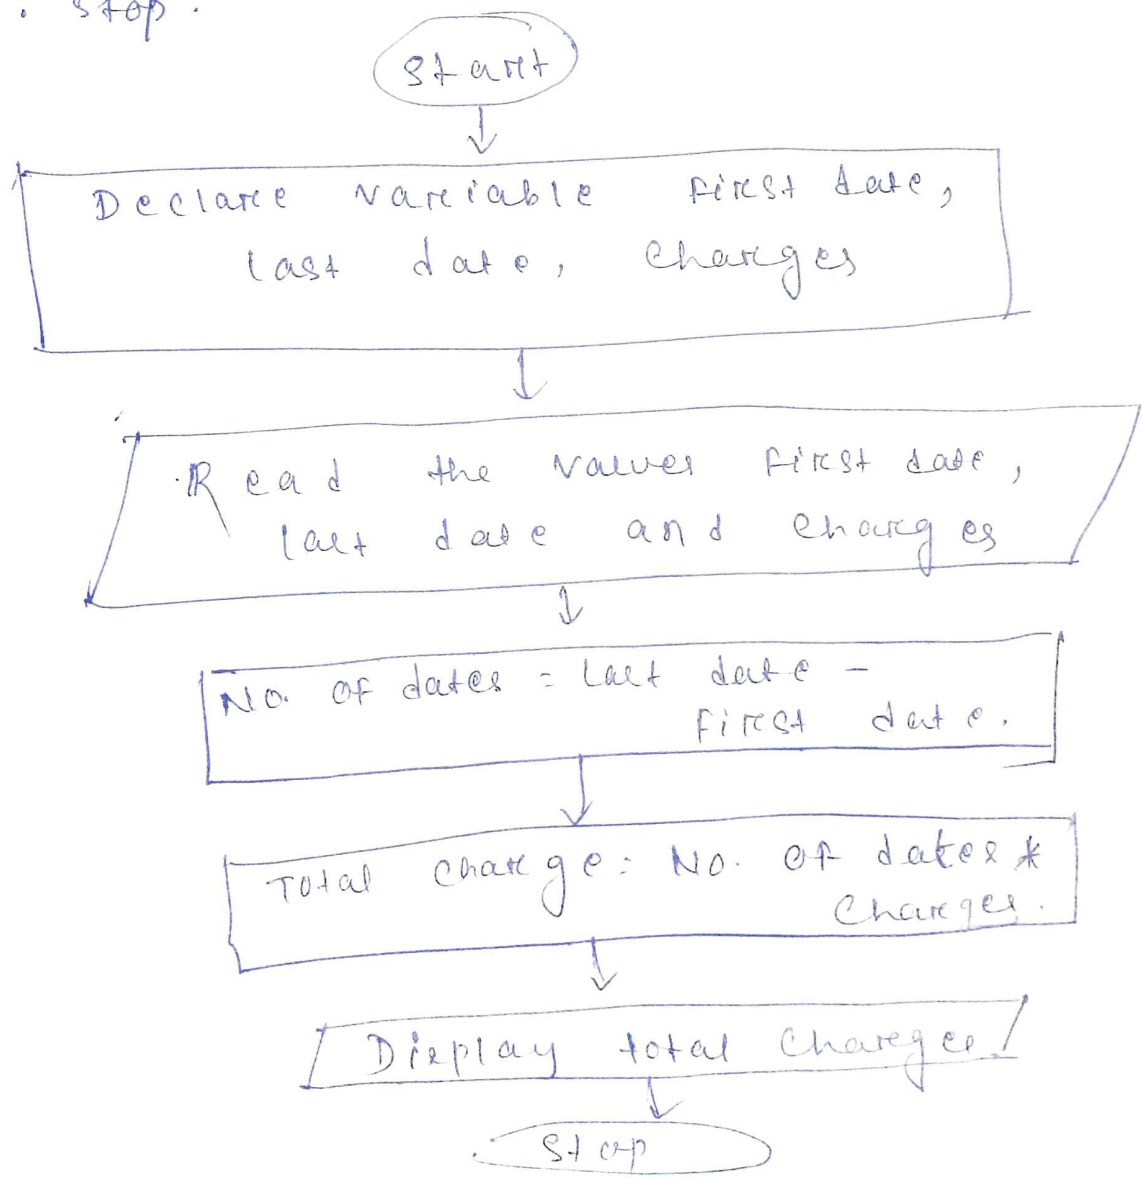 . Stop .
Start
Declare variable first date,
last date, charges
Read the values first date,
last date and charges
No. of dates = Last date -
first date.
Total charge = No. of dates *
Charges.
Display total charges
Stop